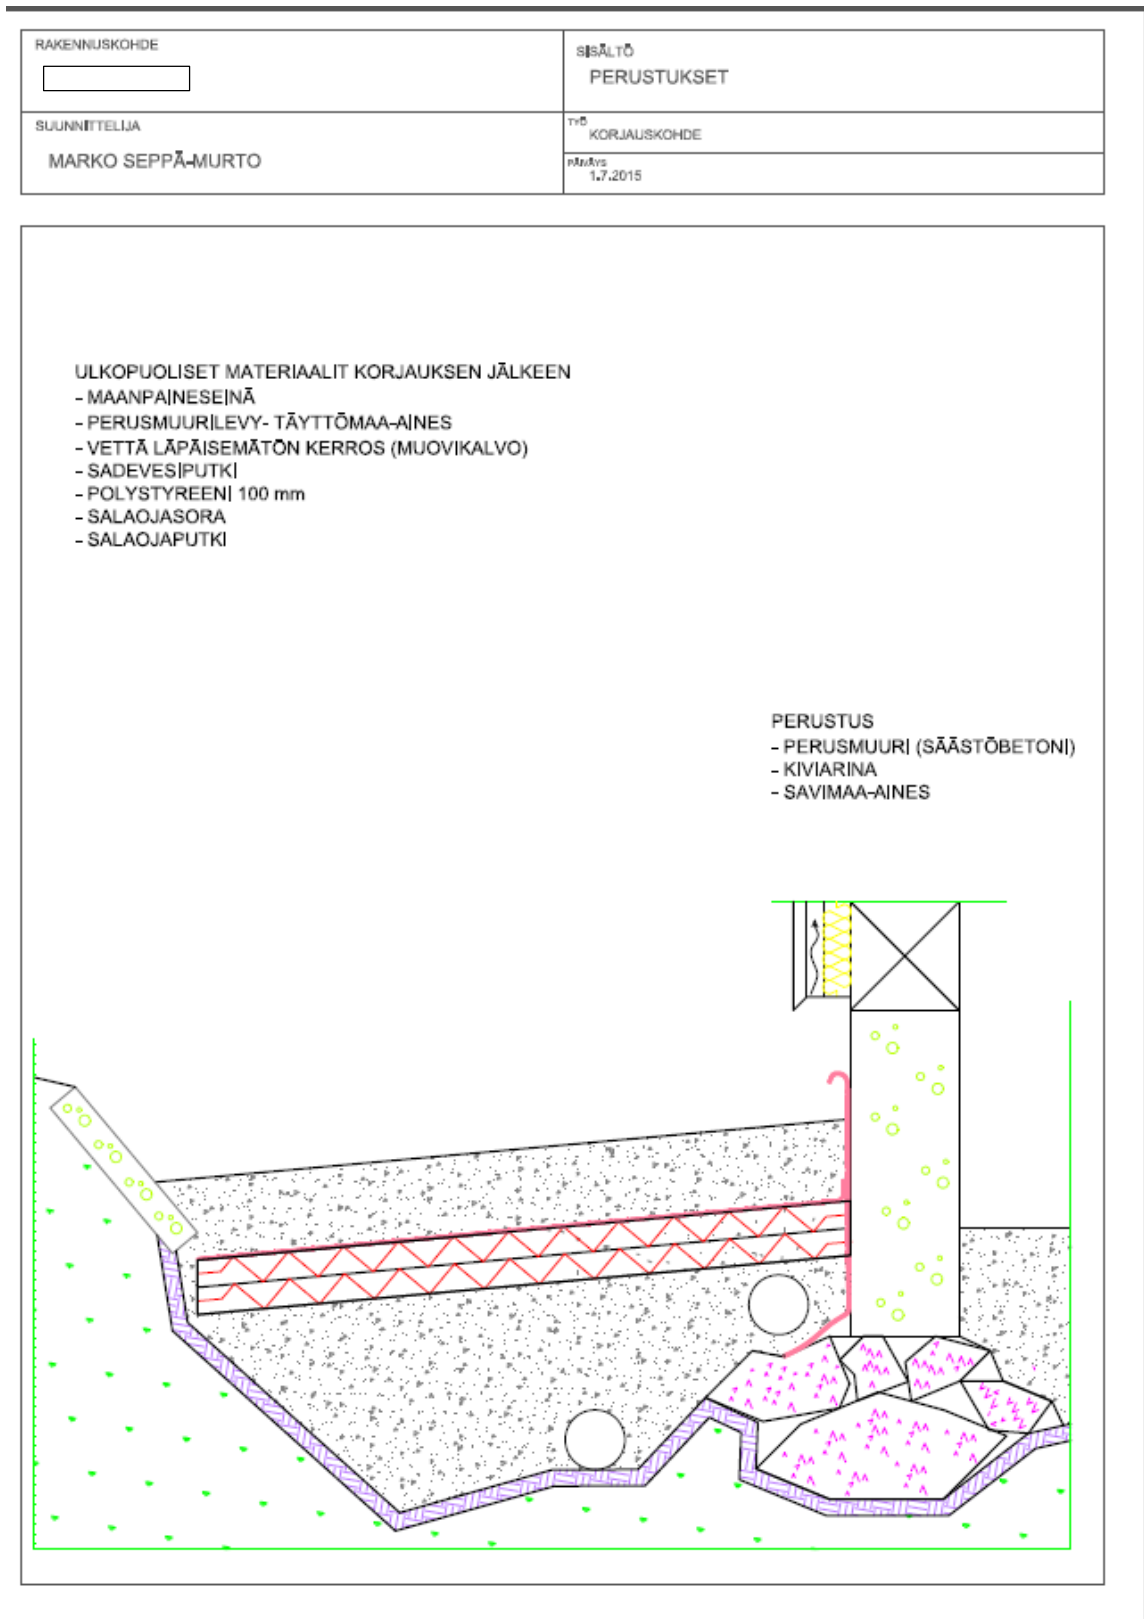 RAKENNUSKOHDE
SISÄLTÖ
PERUSTUKSET
SUUNNITTELIJA
MARKO SEPPÄ-MURTO
TYÖ
KORJAUSKOHDE
PÄIVÄYS
1.7.2015
ULKOPUOLISET MATERIAALIT KORJAUKSEN JÄLKEEN
- MAANPAINESEINÄ
- PERUSMUURILEVY- TÄYTTÖMAA-AINES
- VETTÄ LÄPÄISEMÄTÖN KERROS (MUOVIKALVO)
- SADEVESIPUTKI
- POLYSTYREENI 100 mm
- SALAOJASORA
- SALAOJAPUTKI
PERUSTUS
- PERUSMUURI (SÄÄSTÖBETONI)
- KIVIARINA
- SAVIMAA-AINES